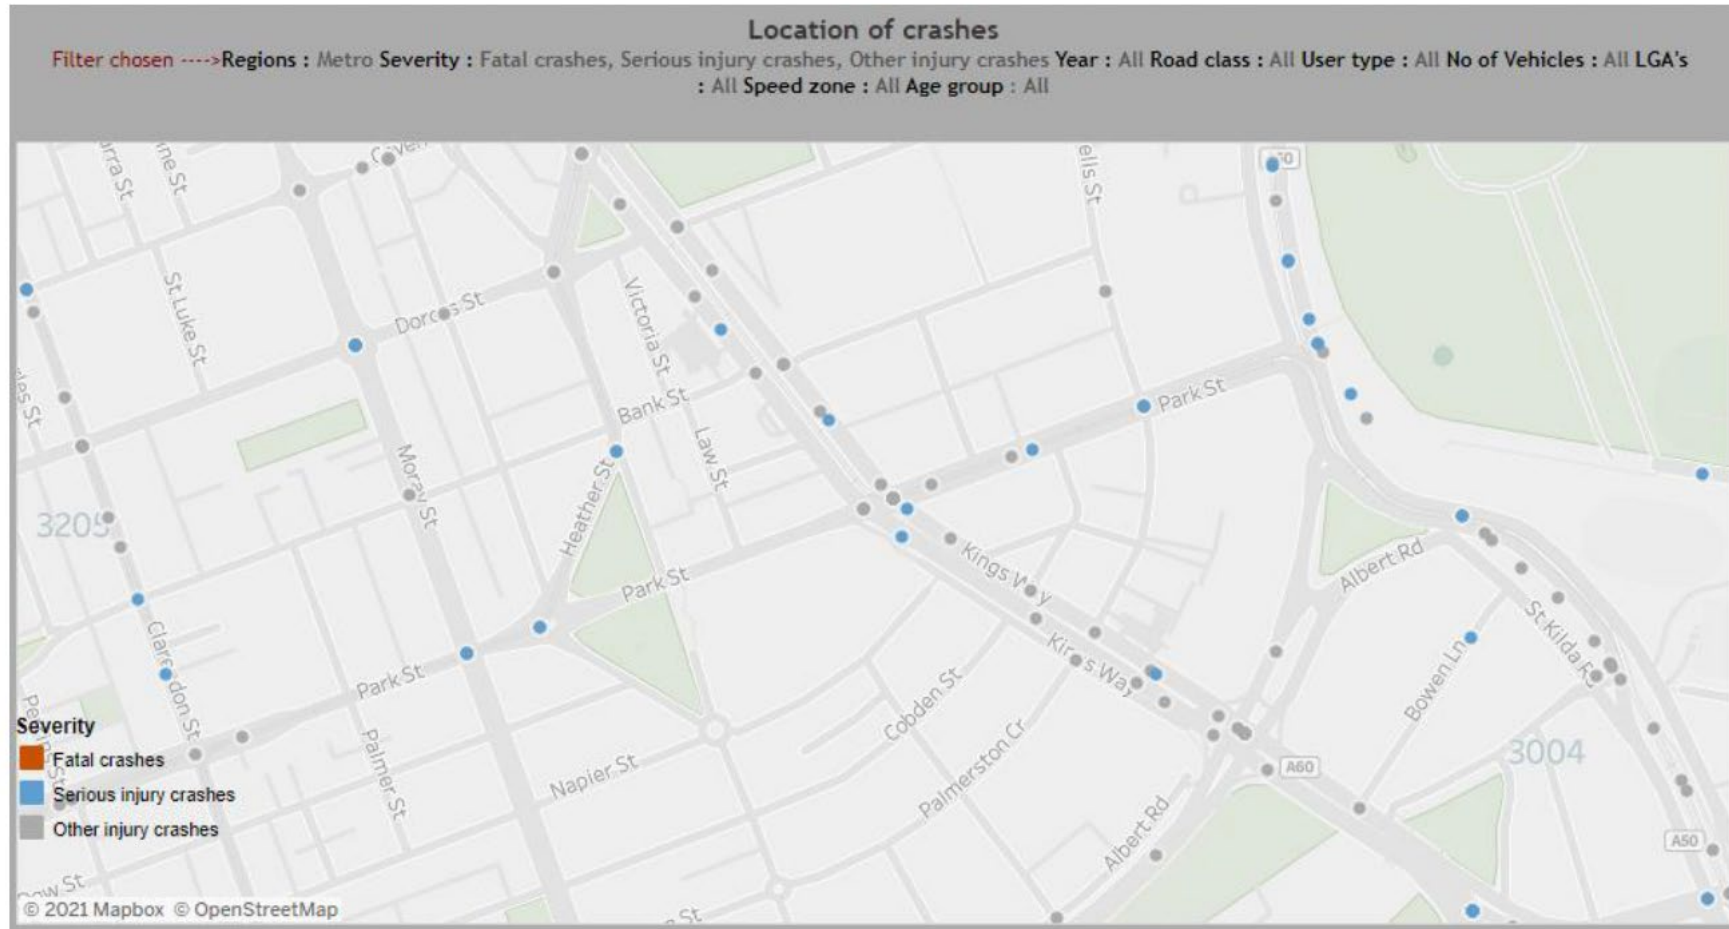 Location of crashes
Filter chosen ---->Regions : Metro Severity : Fatal crashes, Serious injury crashes, Other injury crashes Year : All Road class : All User type : All No of Vehicles : All LGA's
: All Speed zone : All Age group : All
A50
St Luke St
Dorcas St
Victoria St
Bank St
Law St
Park St
Moray St
Heather St
3205
Park St
Kings Way
Albert Rd
St Kilda Rd
Kings Way
Bowen Ln
Clarendon St
Park St
Cobden St
Palmerston Cr
3004
Palmer St
Napier St
A60
Albert Rd
A50
Severity
Fatal crashes
Serious injury crashes
Other injury crashes
St
© 2021 Mapbox © OpenStreetMap